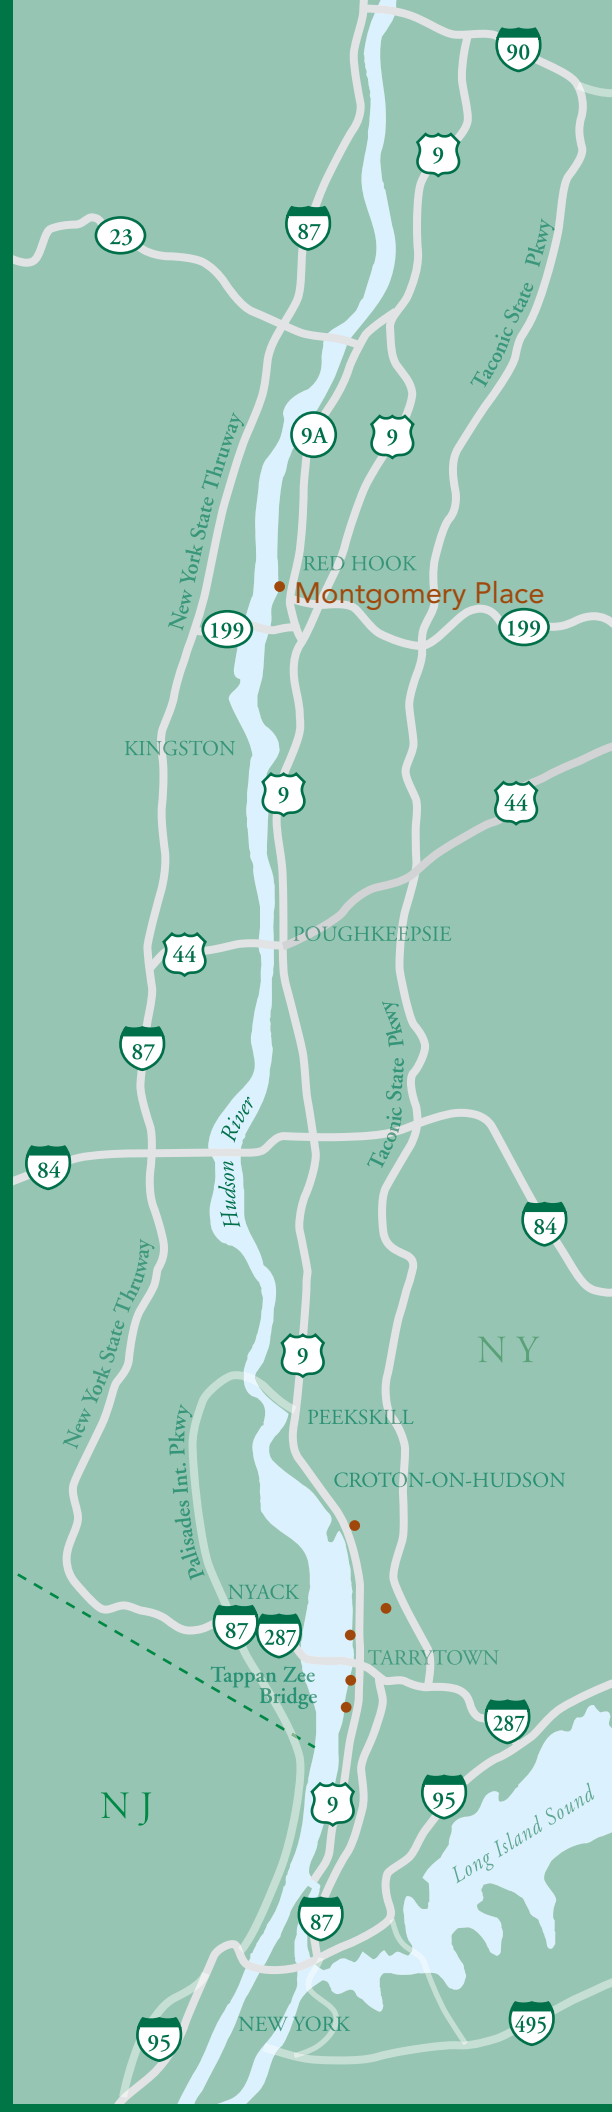 90
9
23
87
Taconic State Pkwy
9A
9
New York State Thruway
RED HOOK
Montgomery Place
199
199
KINGSTON
9
44
POUGHKEEPSIE
44
87
Taconic State Pkwy
Hudson River
84
84
New York State Thruway
9
NY
PEEKSKILL
Palisades Int. Pkwy
CROTON-ON-HUDSON
NYACK
87
287
TARRYTOWN
Tappan Zee
Bridge
287
9
95
NJ
Long Island Sound
87
NEW YORK
495
95